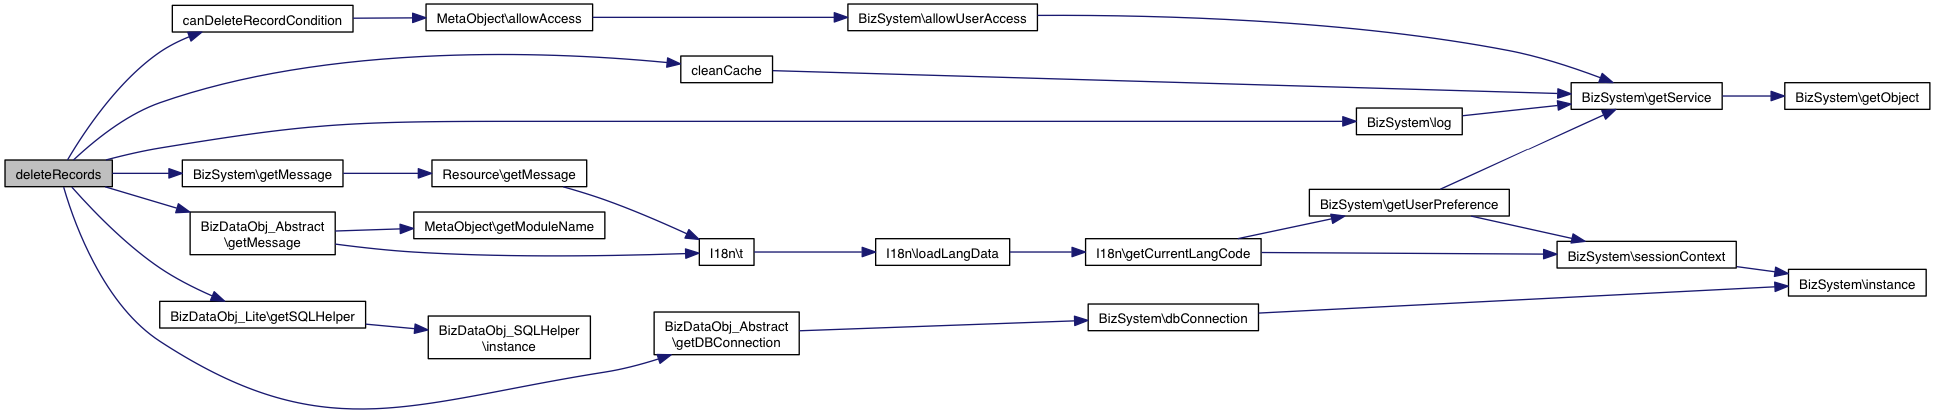 canDeleteRecordCondition
MetaObject\allowAccess
BizSystem\allowUserAccess
cleanCache
BizSystem\getService
BizSystem\getObject
BizSystem\log
deleteRecords
BizSystem\getMessage
Resource\getMessage
BizSystem\getUserPreference
BizDataObj_Abstract
\getMessage
MetaObject\getModuleName
I18n\t
I18n\loadLangData
I18n\getCurrentLangCode
BizSystem\sessionContext
BizSystem\instance
BizDataObj_Lite\getSQLHelper
BizDataObj_SQLHelper
\instance
BizDataObj_Abstract
\getDBConnection
BizSystem\dbConnection